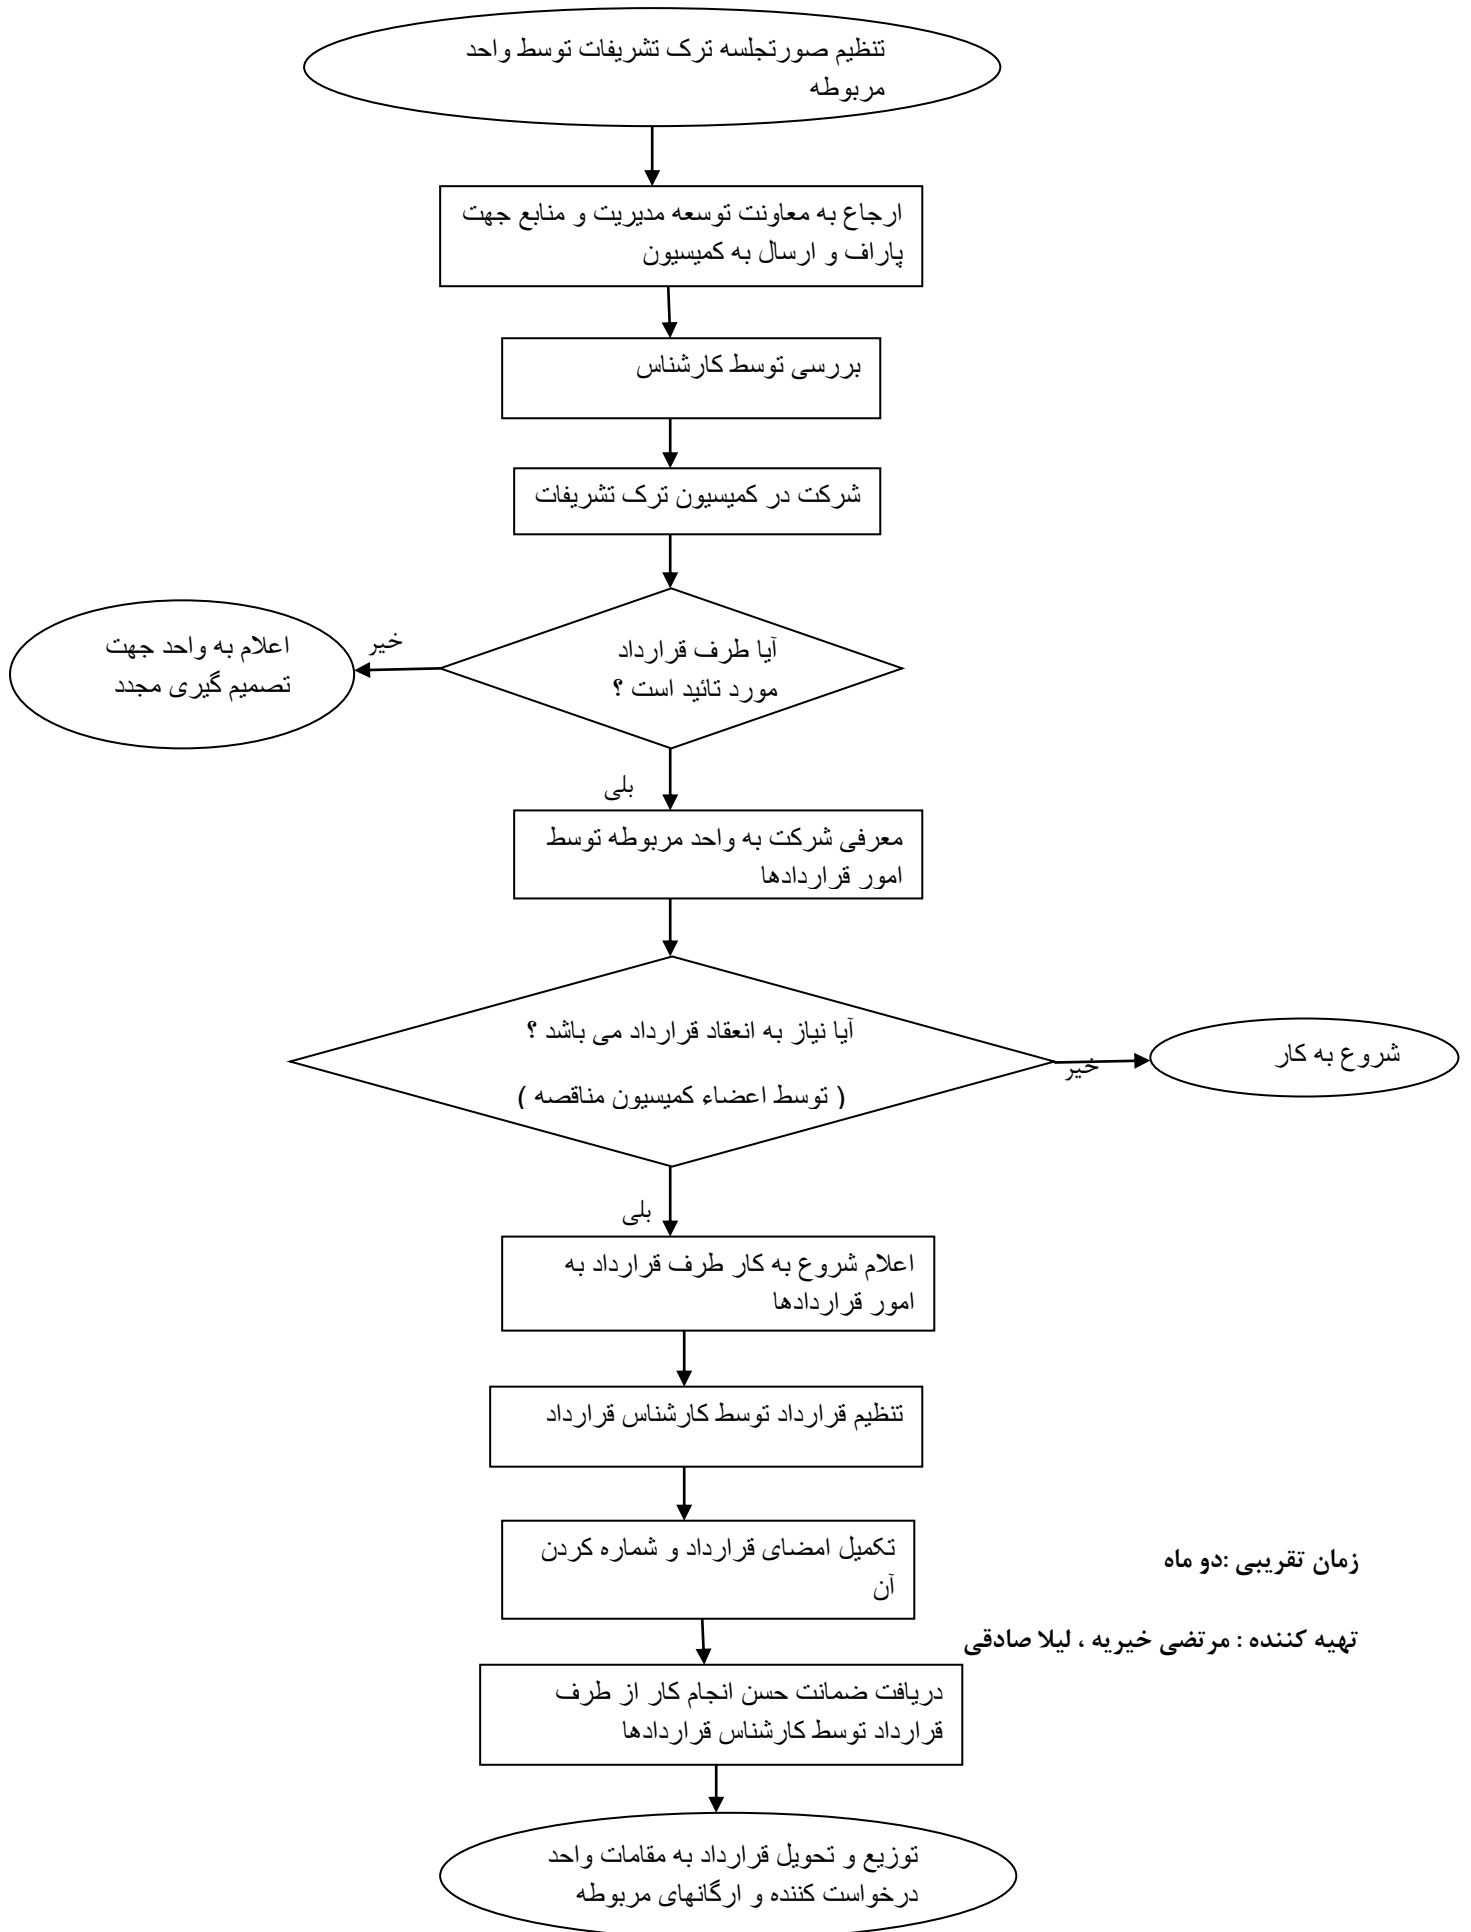 تنظیم صورتجلسه ترک تشریفات توسط واحد
مربوطه
ارجاع به معاونت توسعه مدیریت و منابع جهت
پاراف و ارسال به کمیسیون
بررسی توسط کارشناس
شرکت در کمیسیون ترک تشریفات
آیا طرف قرارداد
مورد تائید است ؟
خیر
اعلام به واحد جهت
تصمیم گیری مجدد
بلی
معرفی شرکت به واحد مربوطه توسط
امور قراردادها
آیا نیاز به انعقاد قرارداد می باشد ؟
( توسط اعضاء کمیسیون مناقصه )
خیر
شروع به کار
بلی
اعلام شروع به کار طرف قرارداد به
امور قراردادها
تنظیم قرارداد توسط کارشناس قرارداد
تکمیل امضای قرارداد و شماره کردن
آن
زمان تقریبی :دو ماه
تهیه کننده : مرتضی خیریه ، لیلا صادقی
دریافت ضمانت حسن انجام کار از طرف
قرارداد توسط کارشناس قراردادها
توزیع و تحویل قرارداد به مقامات واحد
درخواست کننده و ارگانهای مربوطه